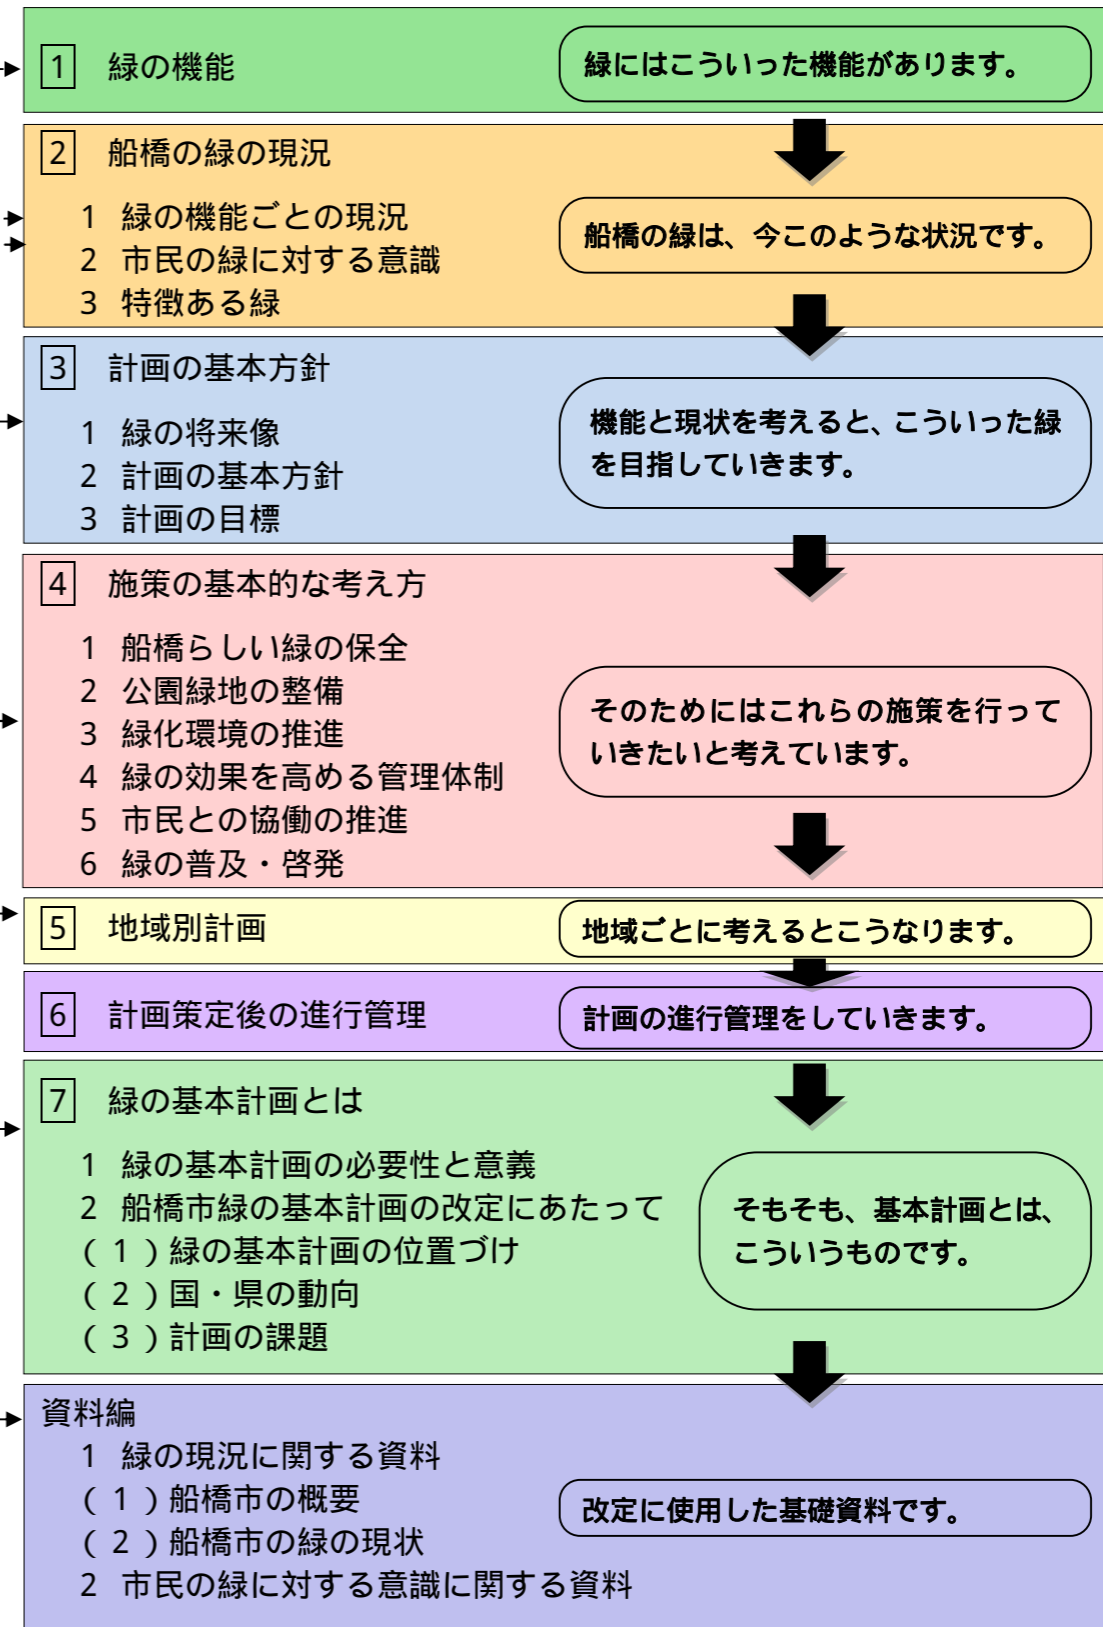 1 緑の機能
緑にはこういった機能があります。
2 船橋の緑の現況
1 緑の機能ごとの現況
2 市民の緑に対する意識
3 特徴ある緑
船橋の緑は、今このような状況です。
3 計画の基本方針
1 緑の将来像
2 計画の基本方針
3 計画の目標
機能と現状を考えると、こういった緑
を目指していきます。
4 施策の基本的な考え方
1 船橋らしい緑の保全
2 公園緑地の整備
3 緑化環境の推進
4 緑の効果を高める管理体制
5 市民との協働の推進
6 緑の普及・啓発
そのためにはこれらの施策を行って
いきたいと考えています。
5 地域別計画
地域ごとに考えるとこうなります。
6 計画策定後の進行管理
計画の進行管理をしていきます。
7 緑の基本計画とは
1 緑の基本計画の必要性と意義
2 船橋市緑の基本計画の改定にあたって
（1）緑の基本計画の位置づけ
（2）国・県の動向
（3）計画の課題
そもそも、基本計画とは、
こういうものです。
資料編
1 緑の現況に関する資料
（1）船橋市の概要
（2）船橋市の緑の現状
2 市民の緑に対する意識に関する資料
改定に使用した基礎資料です。